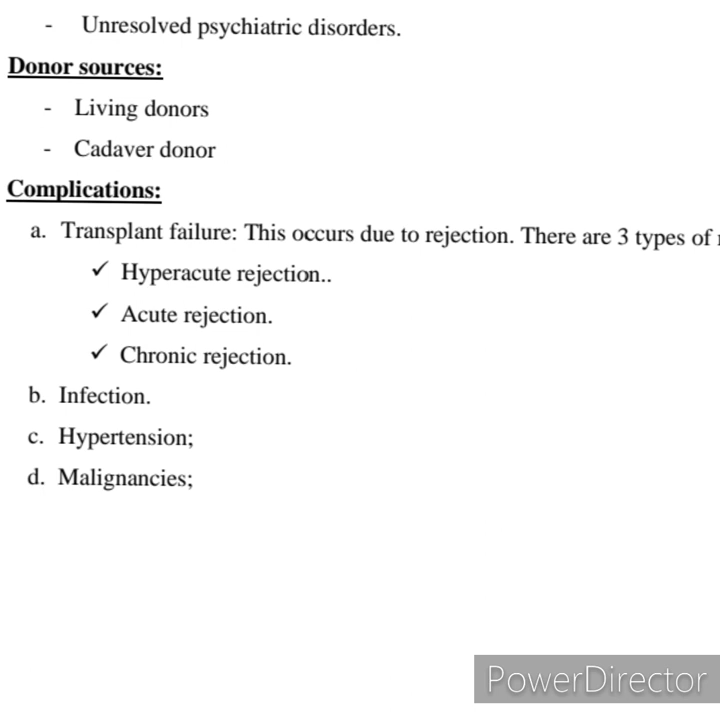 - Unresolved psychiatric disorders.
Donor sources:
- Living donors
- Cadaver donor
Complications:
a. Transplant failure: This occurs due to rejection. There are 3 types of
✓ Hyperacute rejection..
✓ Acute rejection.
✓ Chronic rejection.
b. Infection.
c. Hypertension;
d. Malignancies;
PowerDirector